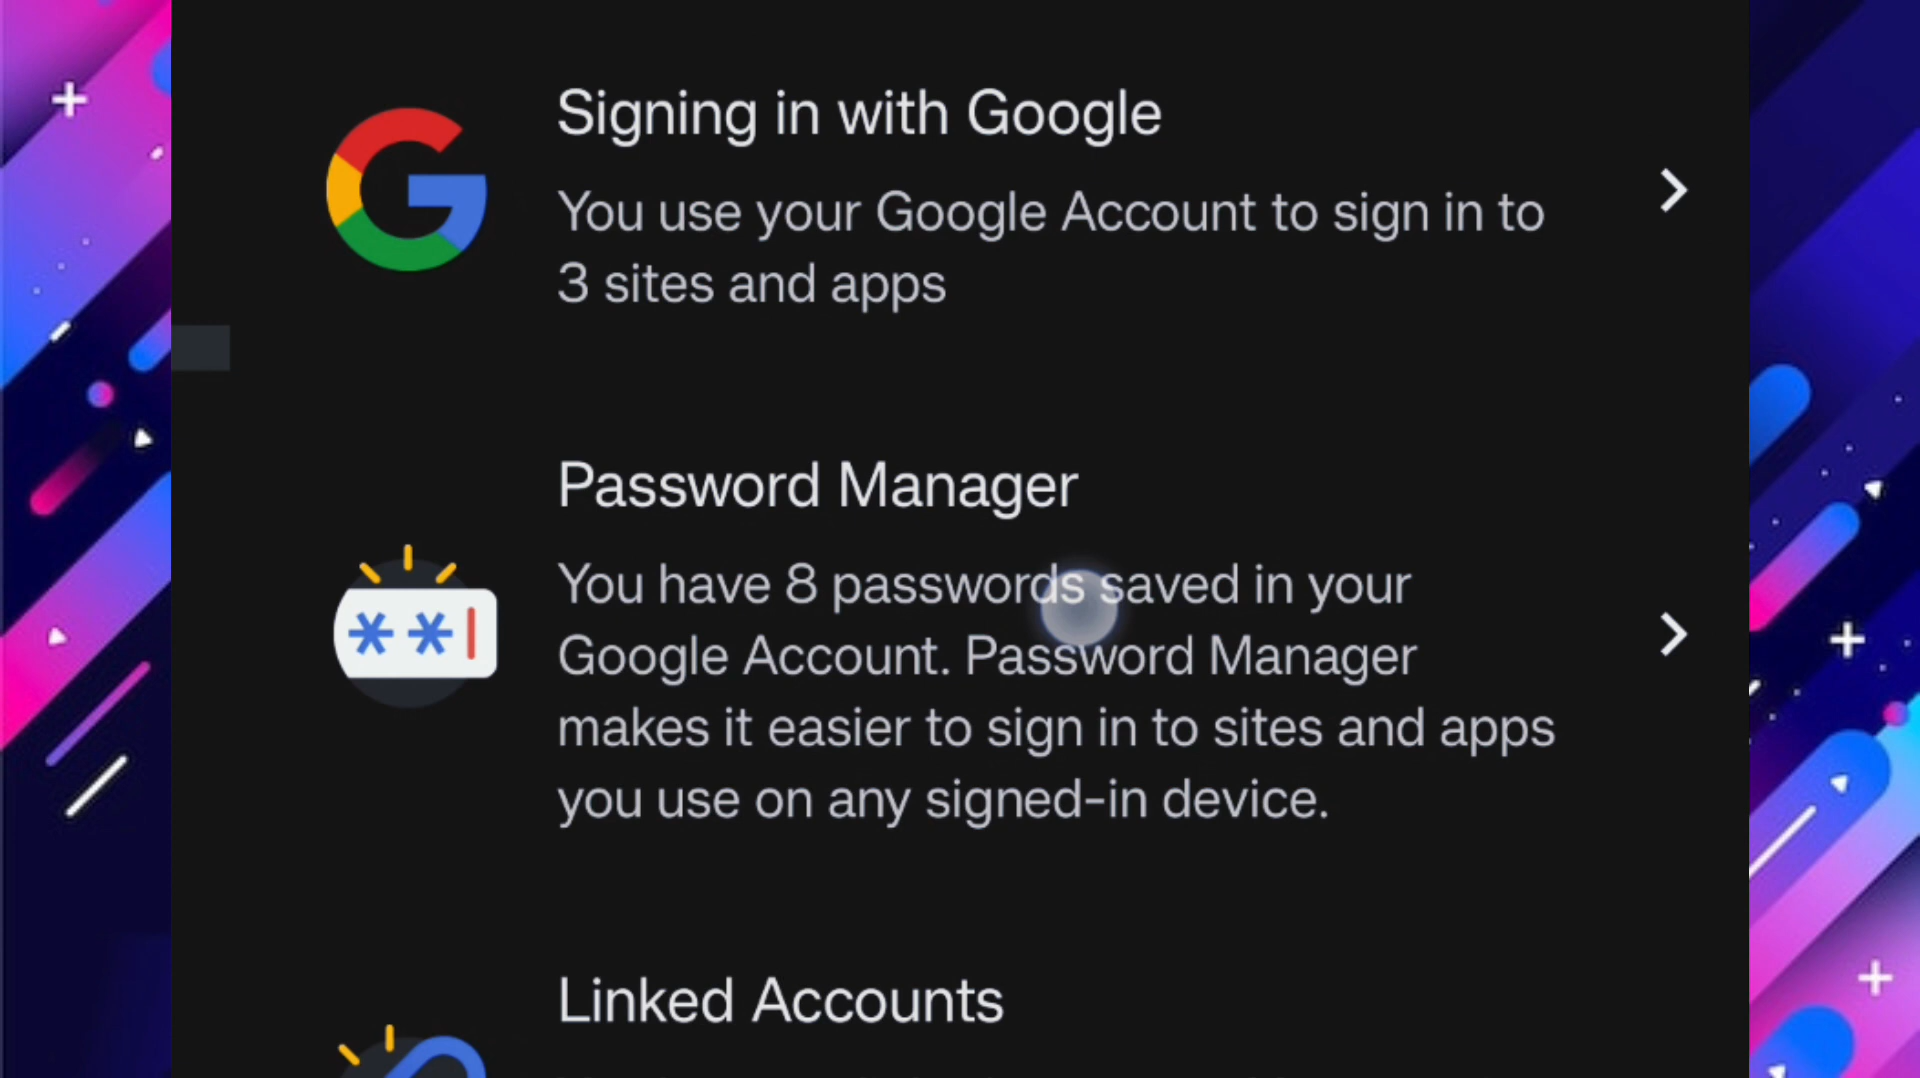 Signing in with Google
You use your Google Account to sign in to
3 sites and apps
Password Manager
You have 8 passwords saved in your
Google Account. Password Manager
makes it easier to sign in to sites and apps
you use on any signed-in device.
Linked Accounts